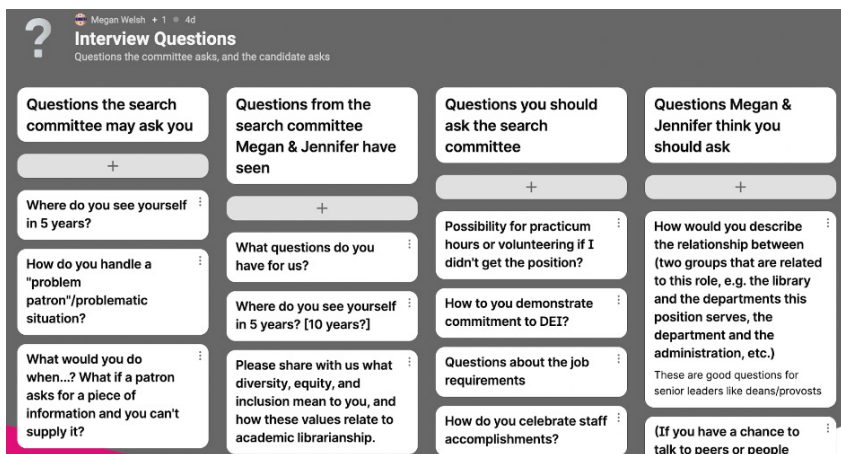 ?
Megan Welsh + 1 4d
Interview Questions
Questions the committee asks, and the candidate asks
Questions the search
committee may ask you
+
Where do you see yourself
in 5 years?
How do you handle a
"problem
patron"/problematic
situation?
What would you do
when...? What if a patron
asks for a piece of
information and you can't
supply it?
Questions from the
search committee
Megan & Jennifer have
seen
+
What questions do you
have for us?
Where do you see yourself
in 5 years? [10 years?]
Please share with us what
diversity, equity, and
inclusion mean to you, and
how these values relate to
academic librarianship.
Questions you should
ask the search
committee
+
Possibility for practicum
hours or volunteering if I
didn't get the position?
How to you demonstrate
commitment to DEI?
Questions about the job
requirements
How do you celebrate staff
accomplishments?
Questions Megan &
Jennifer think you
should ask
+
How would you describe
the relationship between
(two groups that are related
to this role, e.g. the library
and the departments this
position serves, the
department and the
administration, etc.)
These are good questions for
senior leaders like deans/provosts
(If you have a chance to
talk to peers or people